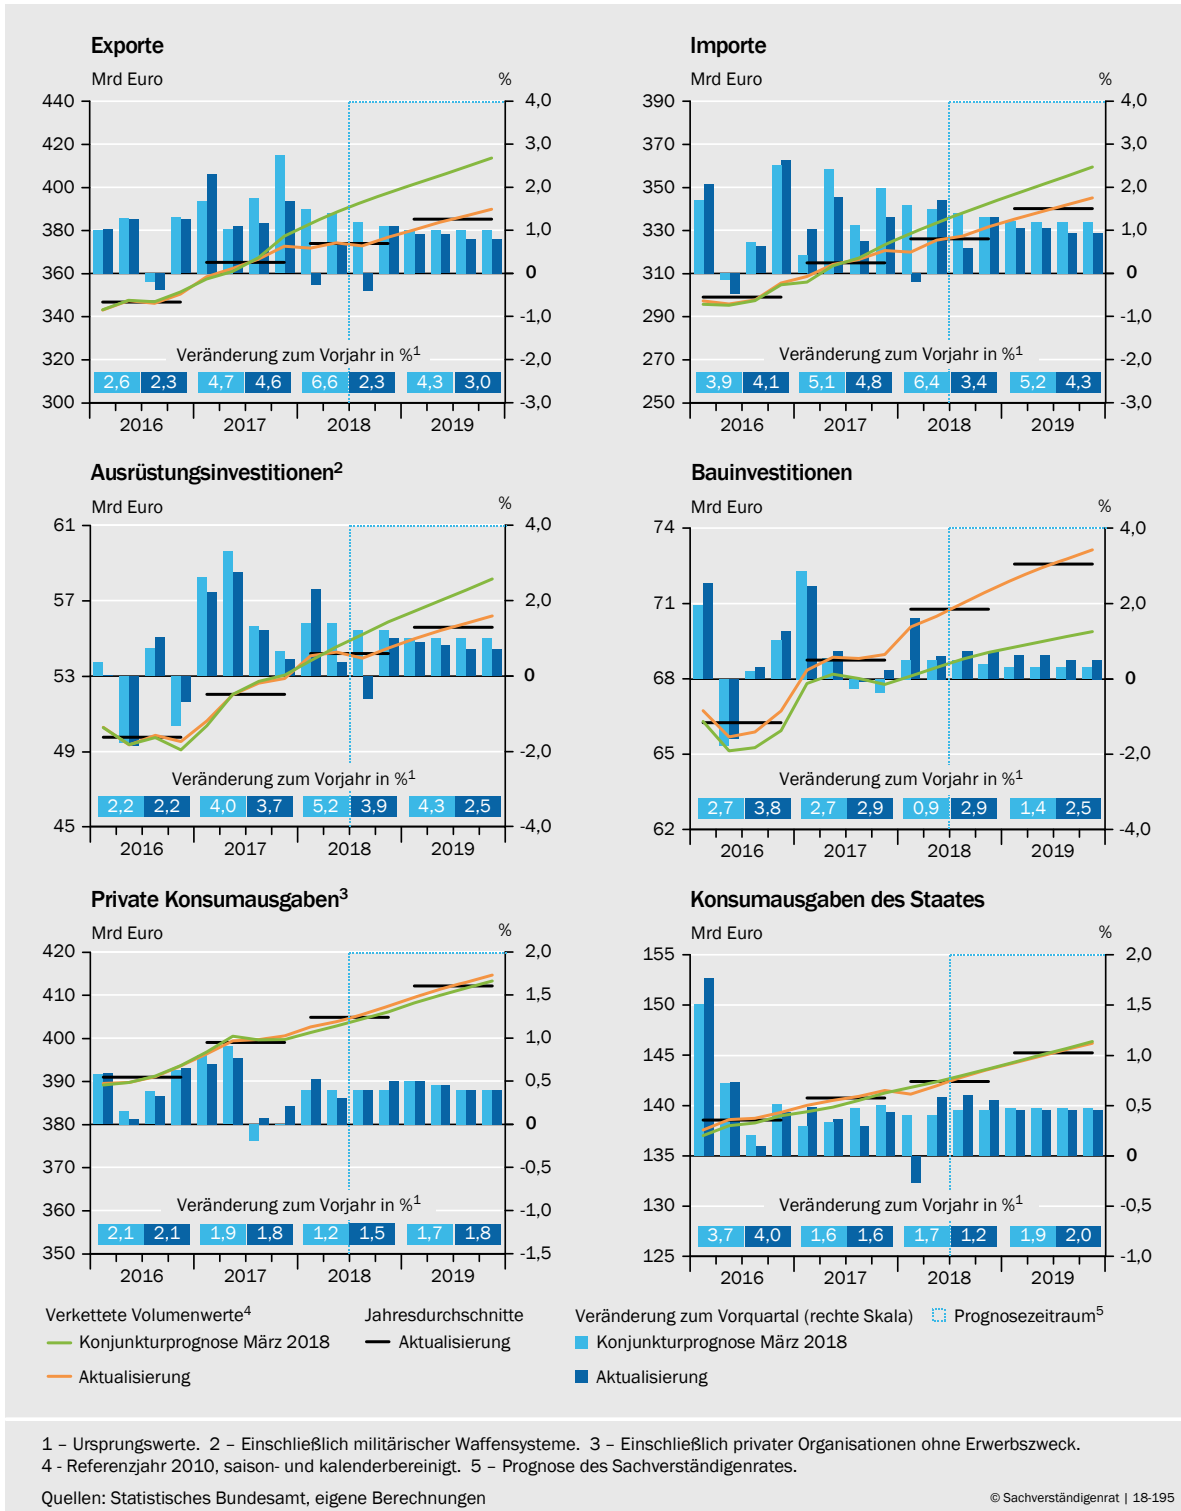 Exporte
Mrd Euro %
440 4,0
420 3,0
400 2,0
380 1,0
360 0
340 -1,0
320 -2,0
300 -3,0
Veränderung zum Vorjahr in %1
2,6 2,3 4,7 4,6 6,6 2,3 4,3 3,0
2016 2017 2018 2019
Importe
Mrd Euro %
390 4,0
370 3,0
350 2,0
330 1,0
310 0
290 -1,0
270 -2,0
250 -3,0
Veränderung zum Vorjahr in %1
3,9 4,1 5,1 4,8 6,4 3,4 5,2 4,3
2016 2017 2018 2019
Ausrüstungsinvestitionen2
Mrd Euro %
61 4,0
57 2,0
53 0
49 -2,0
45 -4,0
Veränderung zum Vorjahr in %1
2,2 2,2 4,0 3,7 5,2 3,9 4,3 2,5
2016 2017 2018 2019
Bauinvestitionen
Mrd Euro %
74 4,0
71 2,0
68 0
65 -2,0
62 -4,0
Veränderung zum Vorjahr in %1
2,7 3,8 2,7 2,9 0,9 2,9 1,4 2,5
2016 2017 2018 2019
Private Konsumausgaben3
Mrd Euro %
420 2,0
410 1,5
400 1,0
390 0,5
380 0
370 -0,5
360 -1,0
350 -1,5
Veränderung zum Vorjahr in %1
2,1 2,1 1,9 1,8 1,2 1,5 1,7 1,8
2016 2017 2018 2019
Konsumausgaben des Staates
Mrd Euro %
155 2,0
150 1,5
145 1,0
140 0,5
135 0
130 -0,5
125 -1,0
Veränderung zum Vorjahr in %1
3,7 4,0 1,6 1,6 1,7 1,2 1,9 2,0
2016 2017 2018 2019
Verkettete Volumenwerte4 Jahresdurchschnitte Veränderung zum Vorquartal (rechte Skala) Prognosezeitraum5
Konjunkturprognose März 2018 Aktualisierung Konjunkturprognose März 2018
Aktualisierung Aktualisierung
1 – Ursprungswerte. 2 – Einschließlich militärischer Waffensysteme. 3 – Einschließlich privater Organisationen ohne Erwerbszweck.
4 - Referenzjahr 2010, saison- und kalenderbereinigt. 5 – Prognose des Sachverständigenrates.
Quellen: Statistisches Bundesamt, eigene Berechnungen
© Sachverständigenrat | 18-195